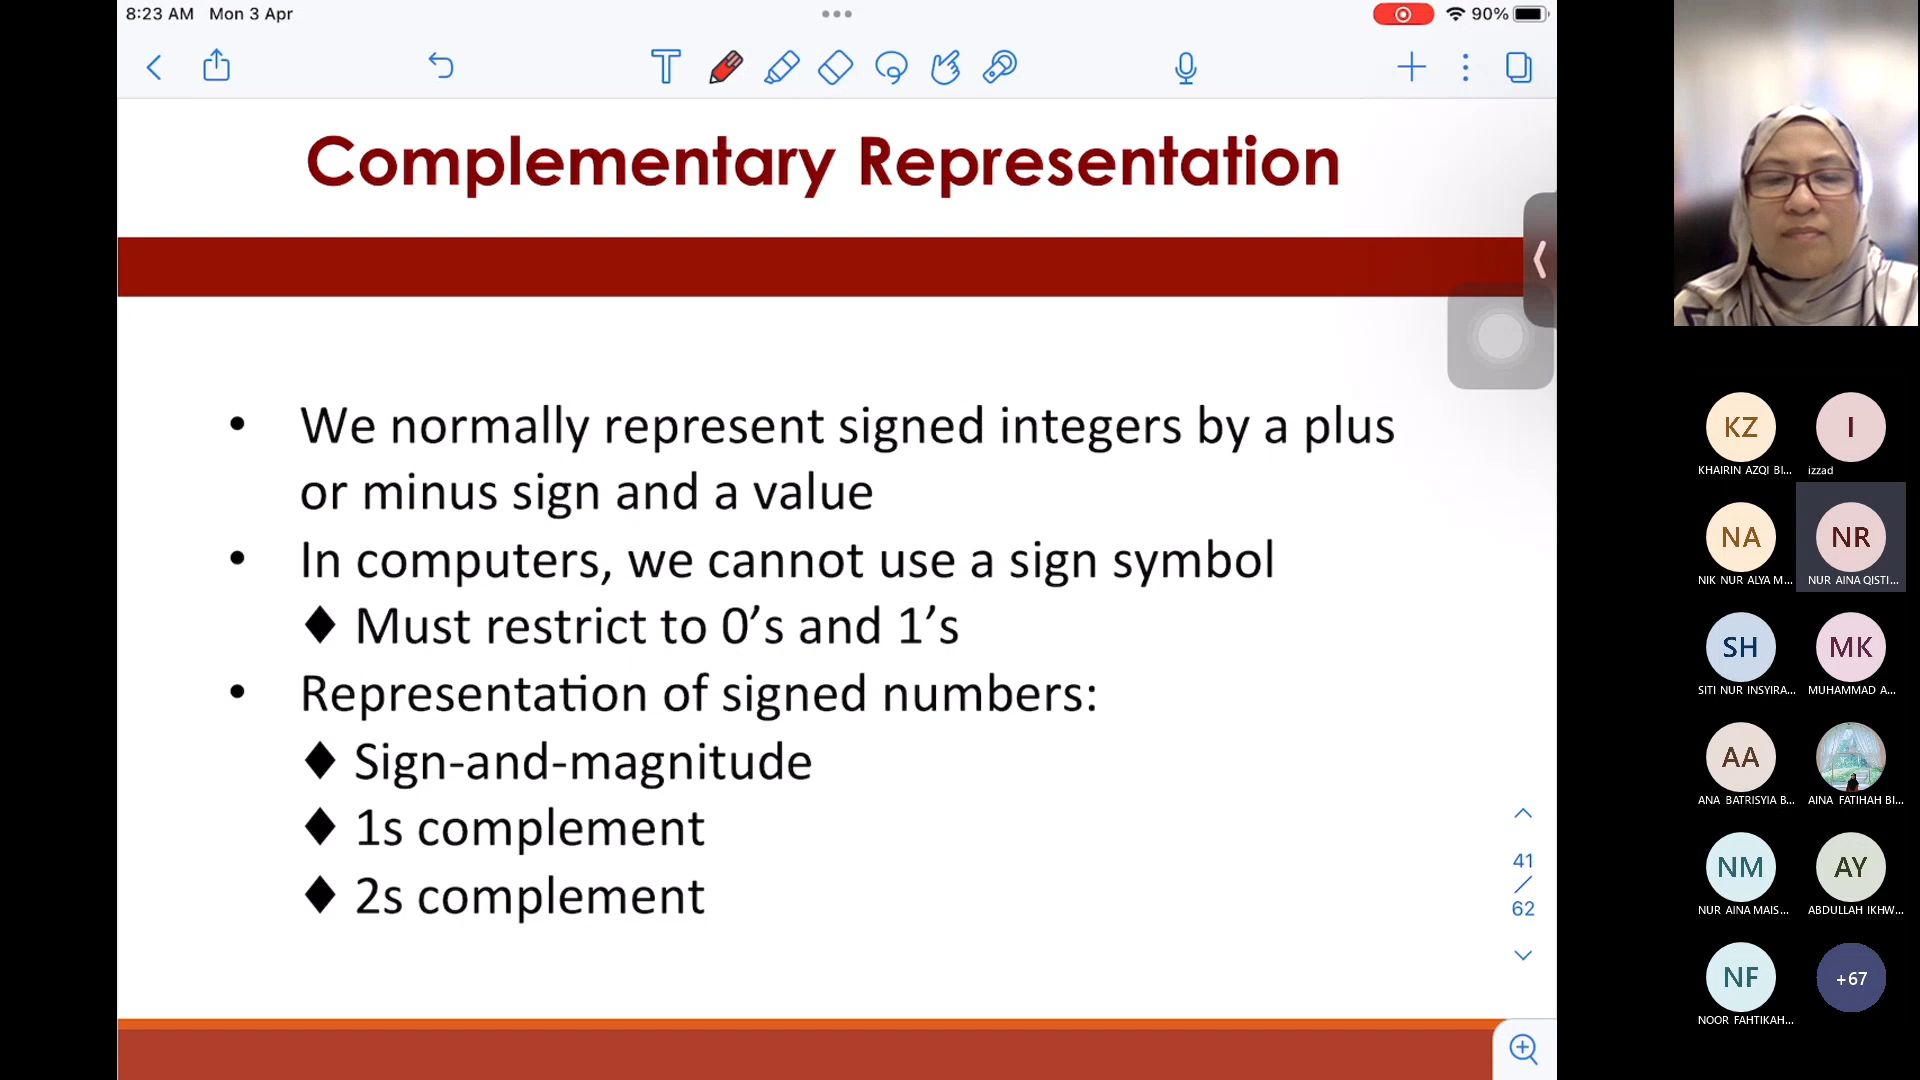 8:23 AM Mon 3 Apr
90%
Complementary Representation
• We normally represent signed integers by a plus
or minus sign and a value
• In computers, we cannot use a sign symbol
♦ Must restrict to 0’s and 1’s
• Representation of signed numbers:
♦ Sign-and-magnitude
♦ 1s complement
♦ 2s complement
41
/
62
KZ
KHAIRIN AZQI BI...
I
izzad
NA
NIK NUR ALYA M...
NR
NUR AINA QISTI...
SH
SITI NUR INSYIRA...
MK
MUHAMMAD A...
AA
ANA BATRISYIA B...
AINA FATIHAH BI...
NM
NUR AINA MAIS...
AY
ABDULLAH IKHW...
NF
NOOR FAHTIKAH...
+67